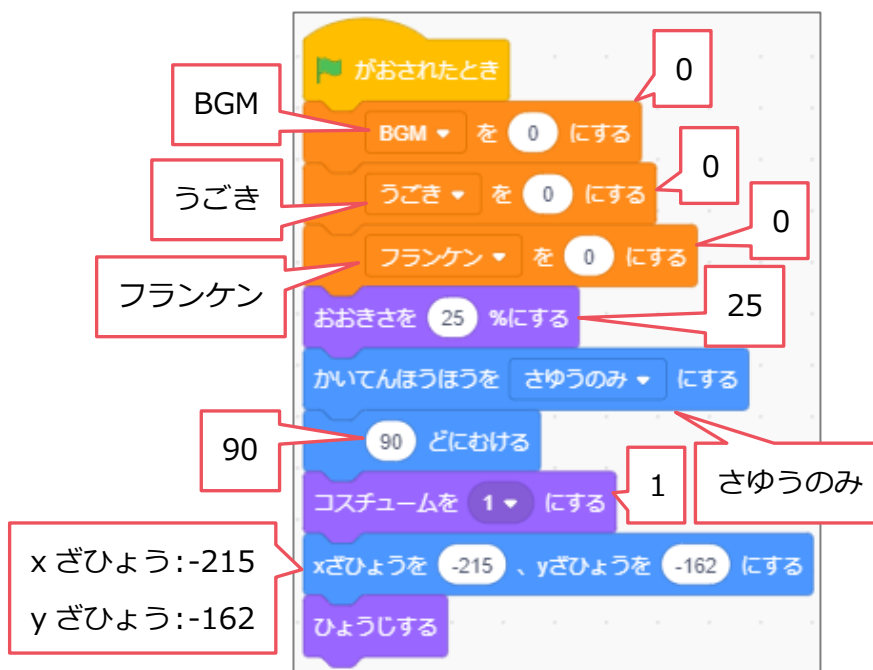 がおされたとき
0
BGM
BGM を 0 にする
0
うごき
うごき を 0 にする
0
フランケン
フランケン を 0 にする
25
おおきさを 25 %にする
かいてんほうほうを さゆうのみ にする
90
90 どにむける
さゆうのみ
1
コスチュームを 1 にする
x ざひょう:-215
y ざひょう:-162
xざひょうを -215 、yざひょうを -162 にする
ひょうじする